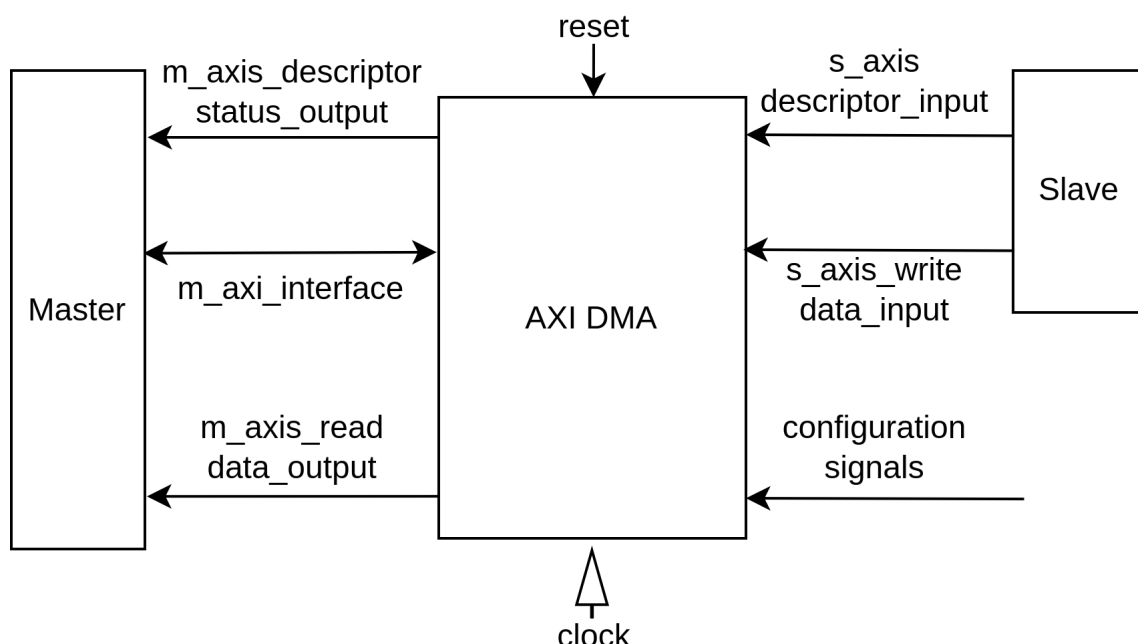 reset
m_axis_descriptor
status_output
s_axis
descriptor_input
Slave
m_axi_interface
s_axis_write
data_input
Master
AXI DMA
m_axis_read
data_output
configuration
signals
clock